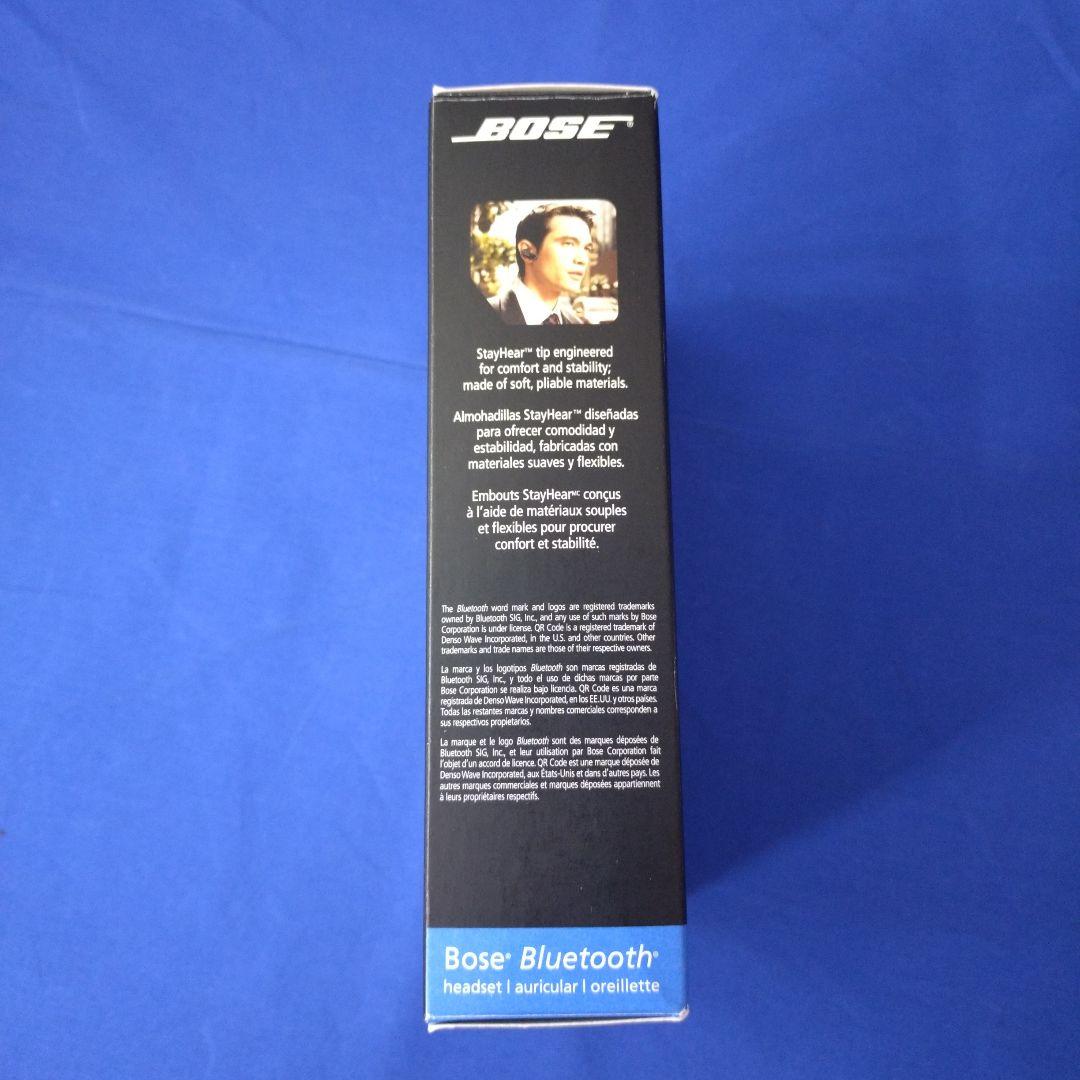 BOSE®
StayHear™ tip engineered
for comfort and stability;
made of soft, pliable materials.
Almohadillas StayHear™ diseñadas
para ofrecer comodidad y
estabilidad, fabricadas con
materiales suaves y flexibles.
Embouts StayHearᴹᶜ conçus
à l'aide de matériaux souples
et flexibles pour procurer
confort et stabilité.
The Bluetooth word mark and logos are registered trademarks
owned by Bluetooth SIG, Inc., and any use of such marks by Bose
Corporation is under license. QR Code is a registered trademark of
Denso Wave Incorporated, in the U.S. and other countries. Other
trademarks and trade names are those of their respective owners.
La marca y los logotipos Bluetooth son marcas registradas de
Bluetooth SIG, Inc., y todo el uso de dichas marcas por parte
Bose Corporation se realiza bajo licencia. QR Code es una marca
registrada de Denso Wave Incorporated, en los EE.UU. y otros países.
Todas las restantes marcas y nombres comerciales corresponden a
sus respectivos propietarios.
La marque et le logo Bluetooth sont des marques déposées de
Bluetooth SIG, Inc., et leur utilisation par Bose Corporation fait
l'objet d'un accord de licence. QR Code est une marque déposée de
Denso Wave Incorporated, aux États-Unis et dans d'autres pays. Les
autres marques commerciales et marques déposées appartiennent
à leurs propriétaires respectifs.
Bose® Bluetooth®
headset | auricular | oreillette